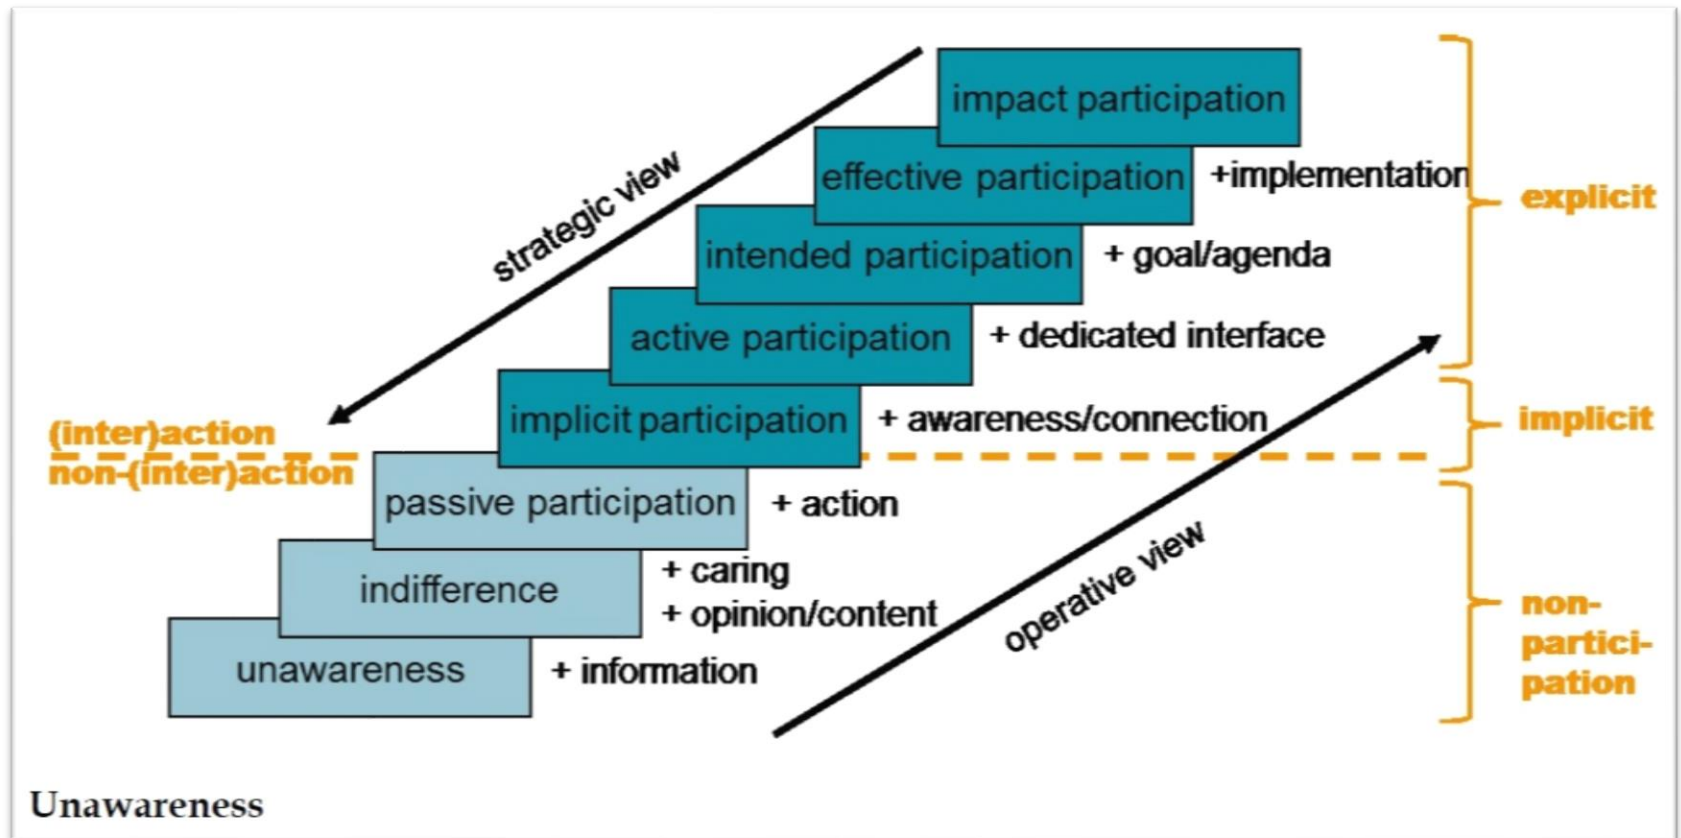 impact participation
effective participation
+implementation
explicit
strategic view
intended participation
+ goal/agenda
active participation
+ dedicated interface
implicit participation
+ awareness/connection
implicit
(inter)action
non-(inter)action
passive participation
+ action
operative view
indifference
+ caring
+ opinion/content
non-
partici-
pation
unawareness
+ information
Unawareness